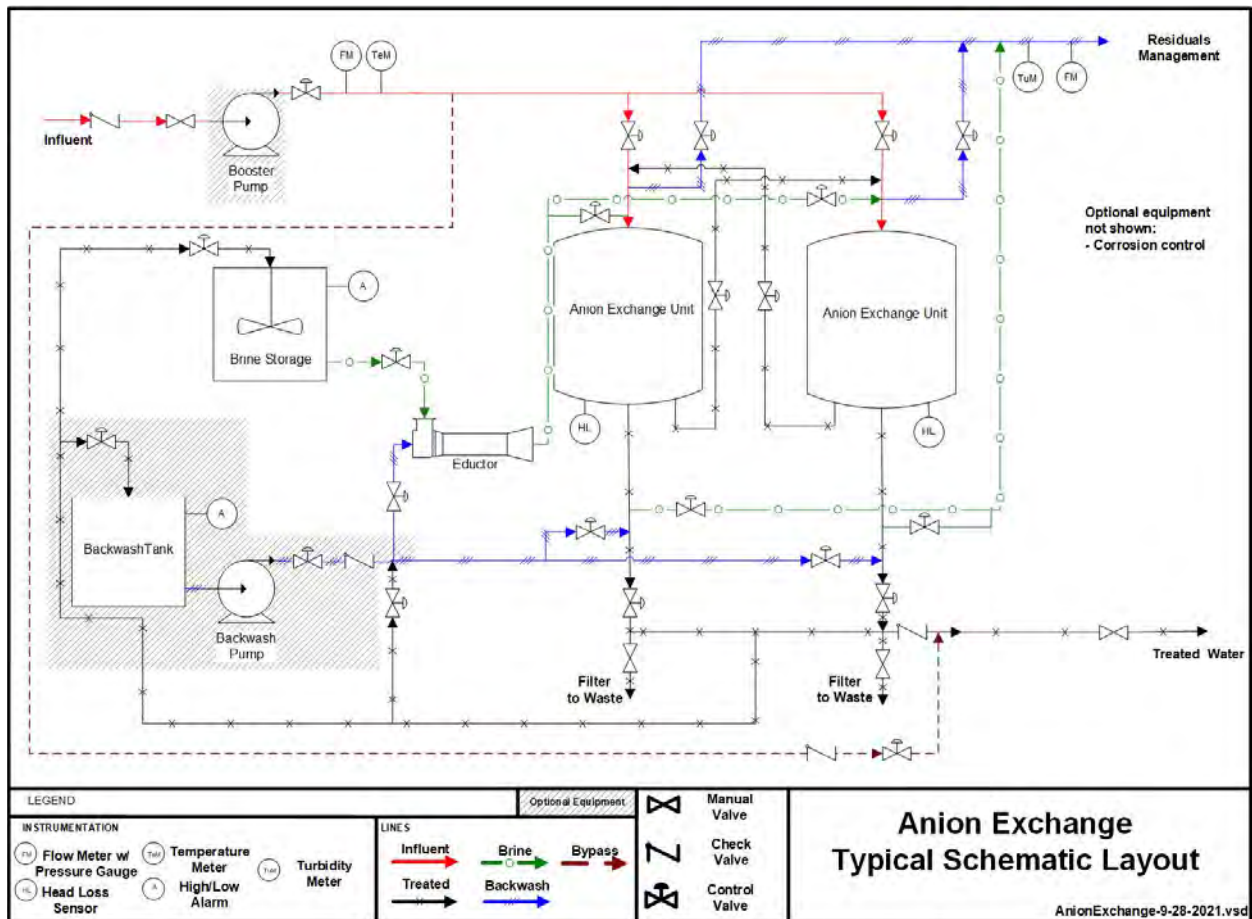 FM
TeM
Residuals
Management
TuM
FM
Influent
Booster
Pump
Optional equipment
not shown:
- Corrosion control
A
Anion Exchange Unit
Anion Exchange Unit
Brine Storage
HL
HL
Eductor
A
BackwashTank
Backwash
Pump
Treated Water
Filter
to Waste
Filter
to Waste
LEGEND
Optional Equipment
INSTRUMENTATION
FM
Flow Meter w/
Pressure Gauge
TeM
Temperature
Meter
TuM
Turbidity
Meter
HL
Head Loss
Sensor
A
High/Low
Alarm
LINES
Influent
Brine
Bypass
Treated
Backwash
Manual
Valve
Check
Valve
Control
Valve
Anion Exchange
Typical Schematic Layout
AnionExchange-9-28-2021.vsd